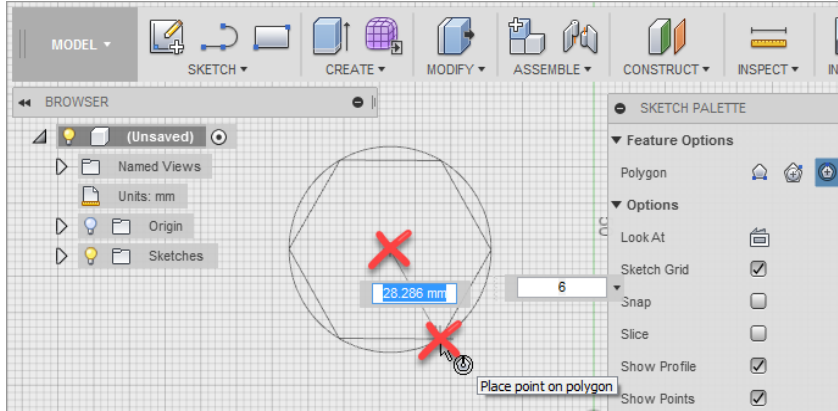 MODEL
SKETCH
CREATE
MODIFY
ASSEMBLE
CONSTRUCT
INSPECT
IN
BROWSER
(Unsaved)
Named Views
Units: mm
Origin
Sketches
28.286 mm
6
Place point on polygon
SKETCH PALETTE
Feature Options
Polygon
Options
Look At
Sketch Grid
Snap
Slice
Show Profile
Show Points